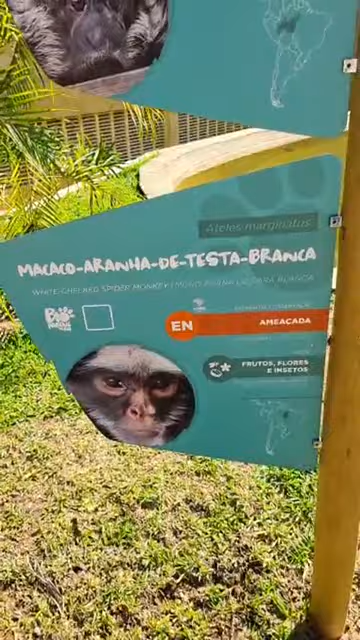 Ateles marginatus
MACACO-ARANHA-DE-TESTA-BRANCA
WHITE-CHEEKED SPIDER MONKEY
EN
AMEAÇADA
FRUTOS, FLORES
E INSETOS